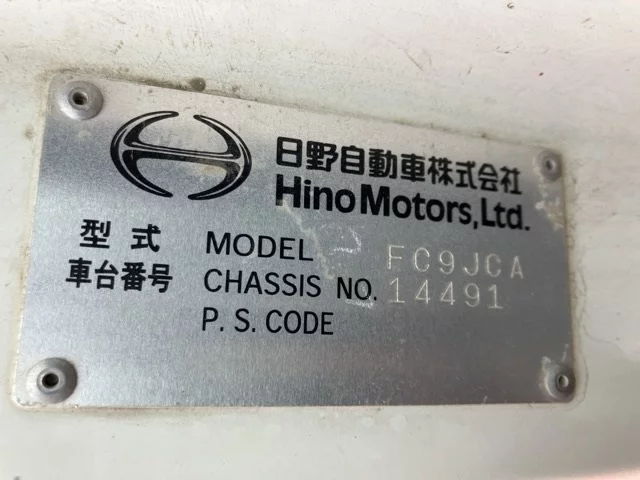 日野自動車株式会社
Hino Motors, Ltd.
型式 MODEL FC9JCA
車台番号 CHASSIS NO. 14491
P. S. CODE